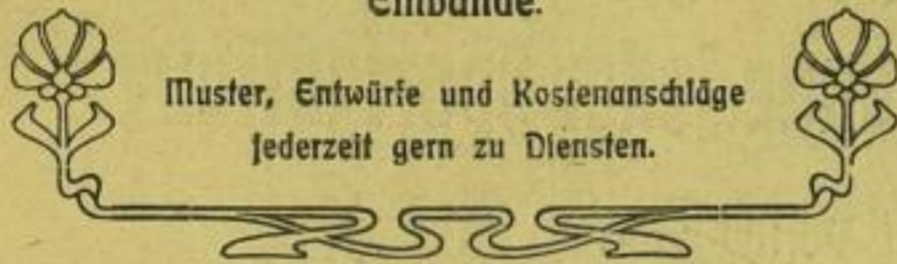 Einbände.
Muster, Entwürfe und Kostenanschläge
jederzeit gern zu Diensten.